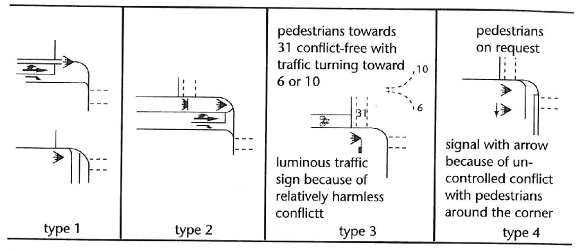 pedestrians towards
31 conflict-free with
traffic turning toward
6 or 10
10
6
31
luminous traffic
sign because of
relatively harmless
conflictt
pedestrians
on request
signal with arrow
because of un-
controlled conflict
with pedestrians
around the corner
type 1
type 2
type 3
type 4